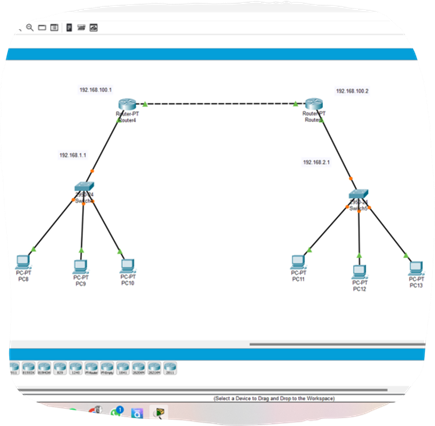 192.168.100.1
192.168.100.2
Router-PT
Router4
Router-PT
192.168.1.1
192.168.2.1
PC-PT
PC8
PC-PT
PC9
PC-PT
PC10
PC-PT
PC11
PC-PT
PC12
PC-PT
PC13
(Select a Device to Drag and Drop to the Workspace)